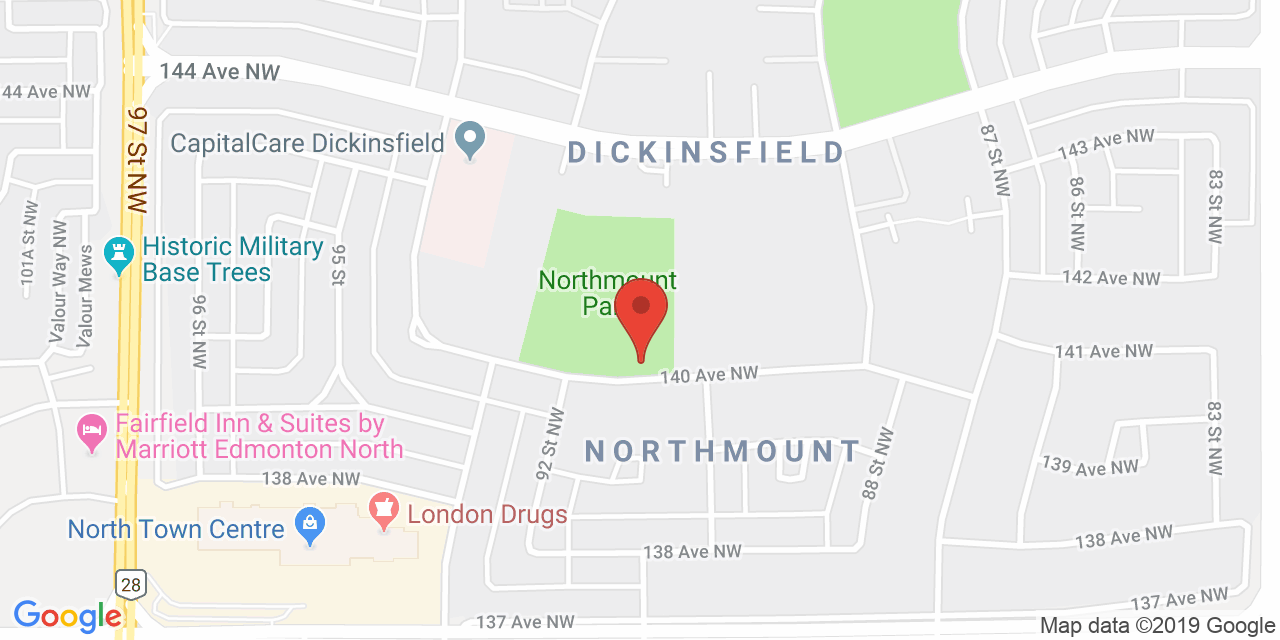 144 Ave NW
44 Ave NW
97 St NW
CapitalCare Dickinsfield
DICKINSFIELD
87 St NW
143 Ave NW
86 St NW
83 St NW
101A St NW
Valour Way NW
Valour Mews
Historic Military
Base Trees
95 St
96 St NW
Northmount
142 Ave NW
141 Ave NW
140 Ave NW
Fairfield Inn & Suites by
Marriott Edmonton North
92 St NW
NORTHMOUNT
88 St NW
139 Ave NW
83 St NW
138 Ave NW
North Town Centre
London Drugs
138 Ave NW
138 Ave NW
28
Google
137 Ave NW
137 Ave NW
Map data ©2019 Google